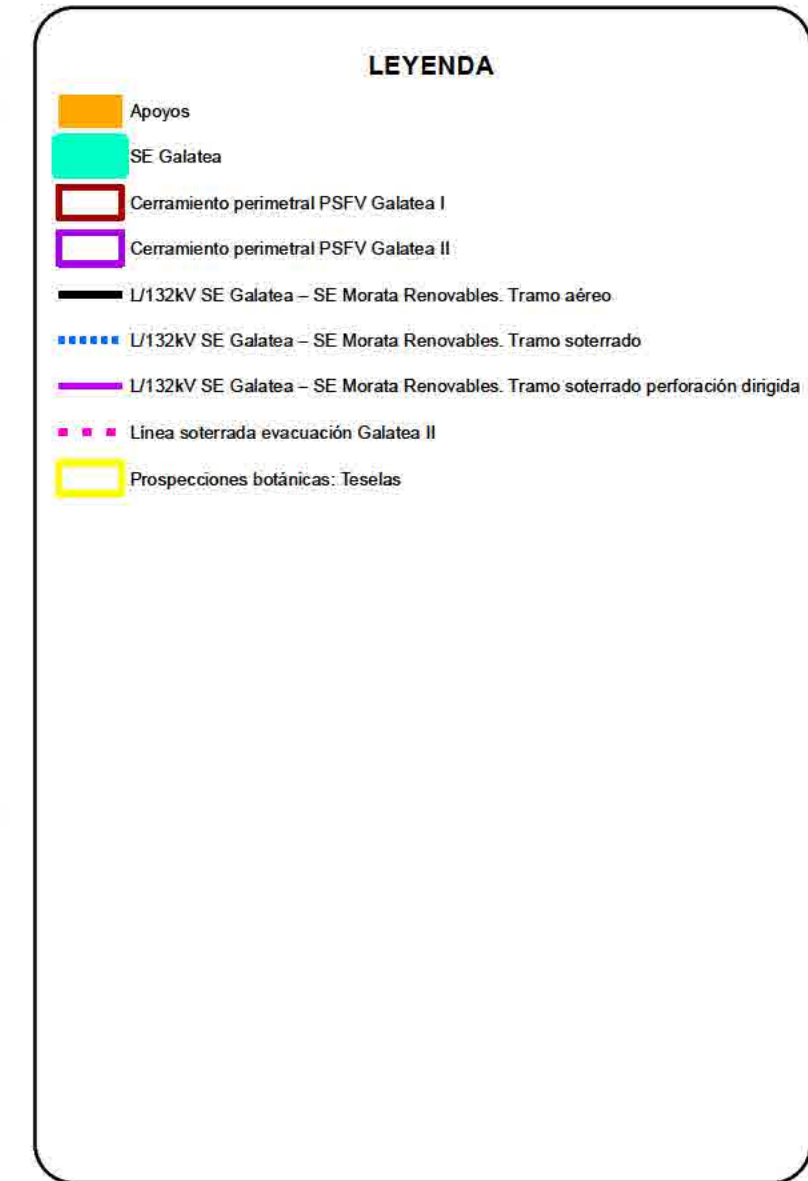 LEYENDA
Apoyos
SE Galatea
Cerramiento perimetral PSFV Galatea I
Cerramiento perimetral PSFV Galatea II
L/132kV SE Galatea – SE Morata Renovables. Tramo aéreo
L/132kV SE Galatea – SE Morata Renovables. Tramo soterrado
L/132kV SE Galatea – SE Morata Renovables. Tramo soterrado perforación dirigida
Línea soterrada evacuación Galatea II
Prospecciones botánicas: Teselas